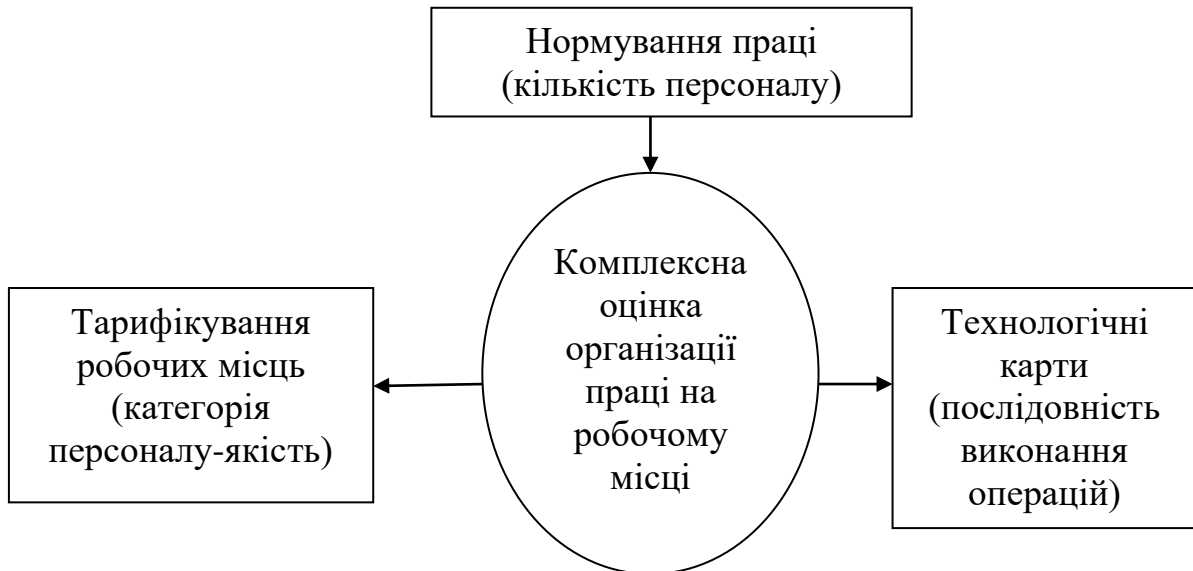 Нормування праці
(кількість персоналу)
Тарифікування
робочих місць
(категорія
персоналу-якість)
Комплексна
оцінка
організації
праці на
робочому
місці
Технологічні
карти
(послідовність
виконання
операцій)